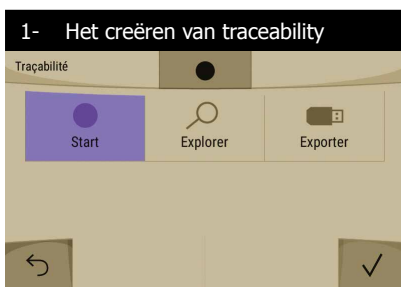 1- Het creëren van traceability
Traçabilité
Start Explorer Exporter